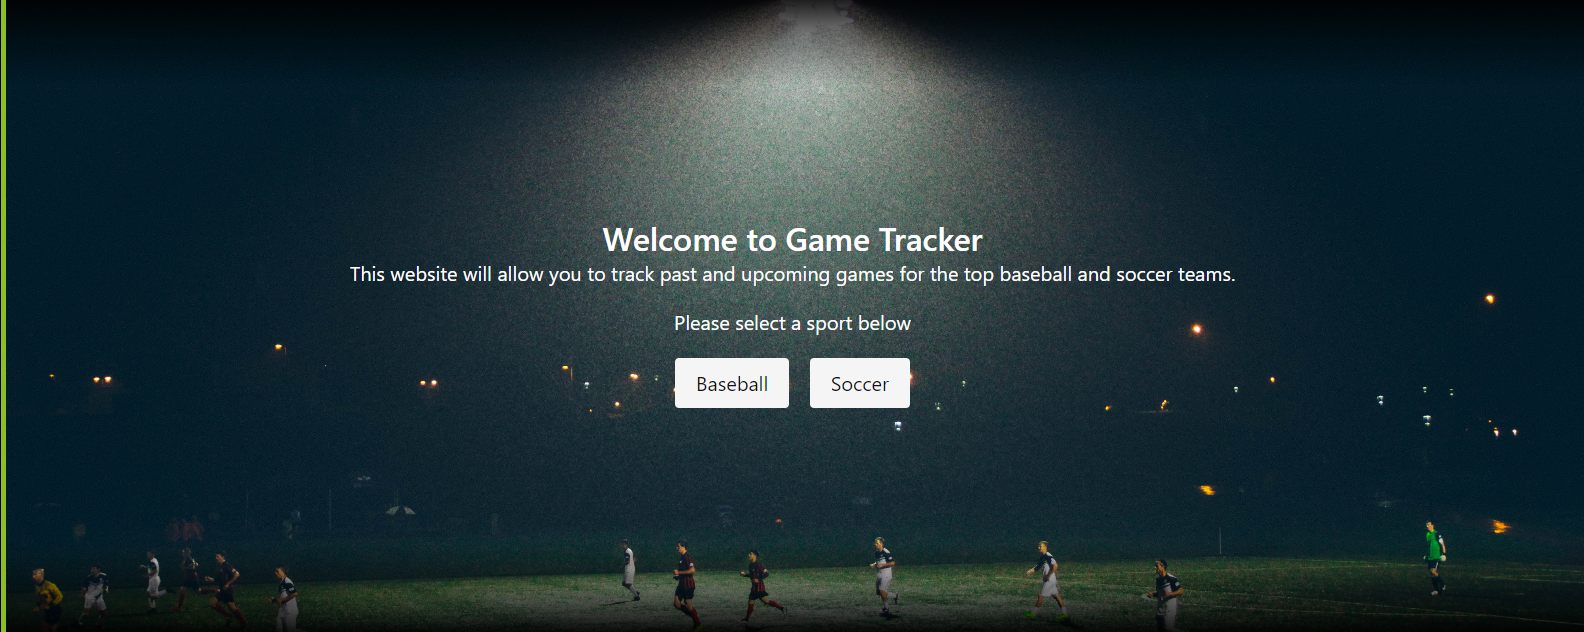 Welcome to Game Tracker
This website will allow you to track past and upcoming games for the top baseball and soccer teams.
Please select a sport below
Baseball
Soccer